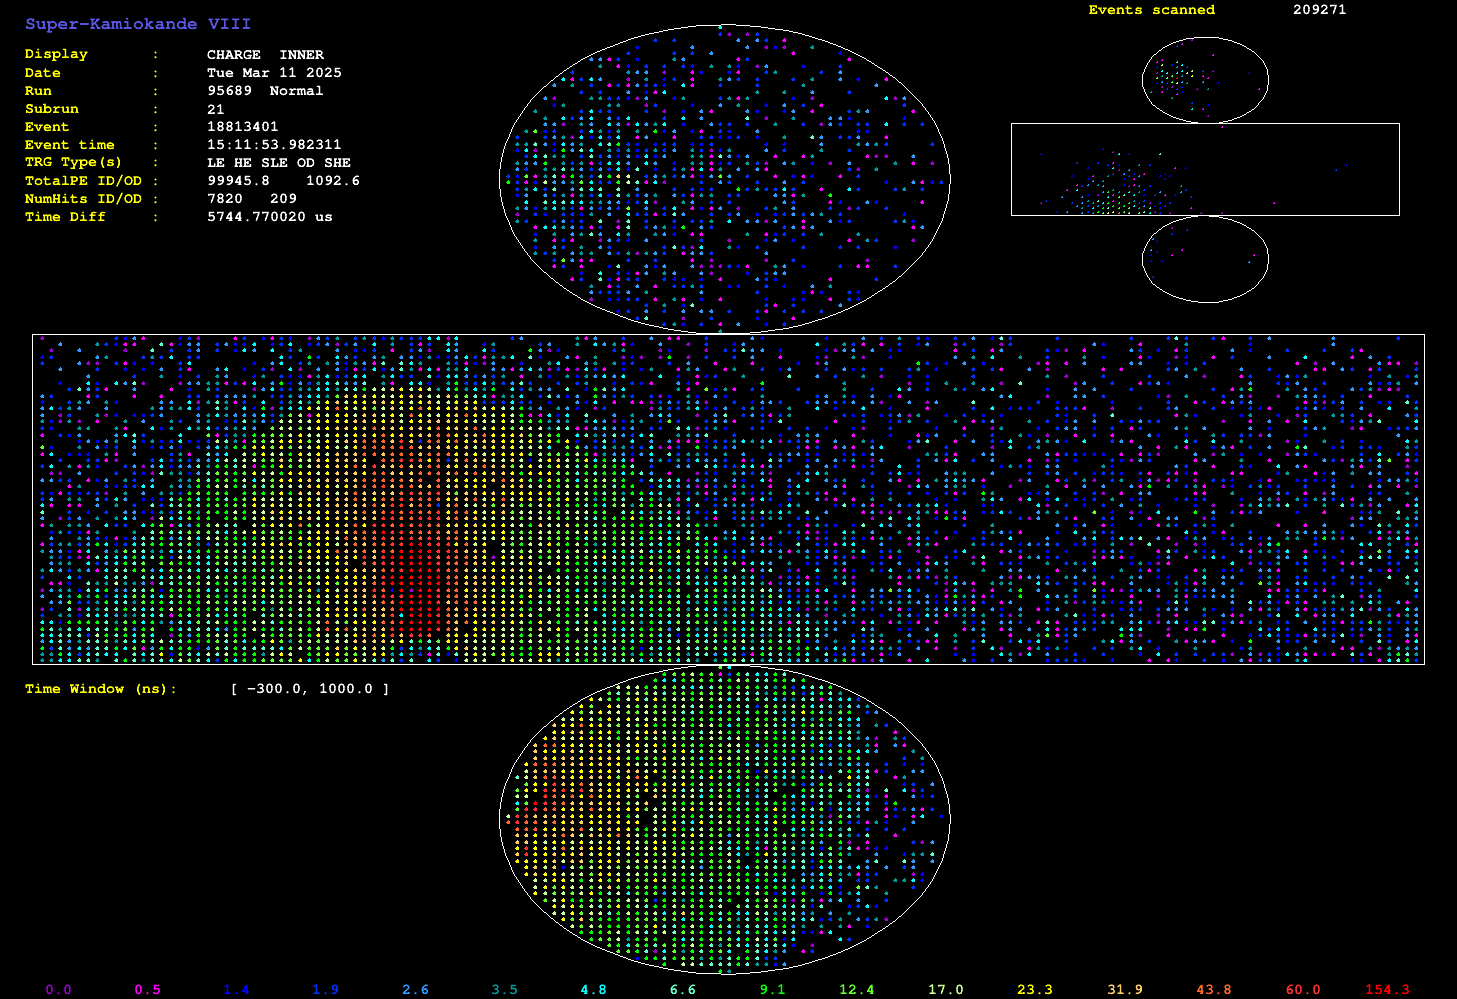 Super-Kamiokande VIII
Events scanned 209271
Display : CHARGE INNER
Date : Tue Mar 11 2025
Run : 95689 Normal
Subrun : 21
Event : 18813401
Event time : 15:11:53.982311
TRG Type(s) : LE HE SLE OD SHE
TotalPE ID/OD : 99945.8 1092.6
NumHits ID/OD : 7820 209
Time Diff : 5744.770020 us
Time Window (ns): [ -300.0, 1000.0 ]
0.0 0.5 1.4 1.9 2.6 3.5 4.8 6.6 9.1 12.4 17.0 23.3 31.9 43.8 60.0 154.3